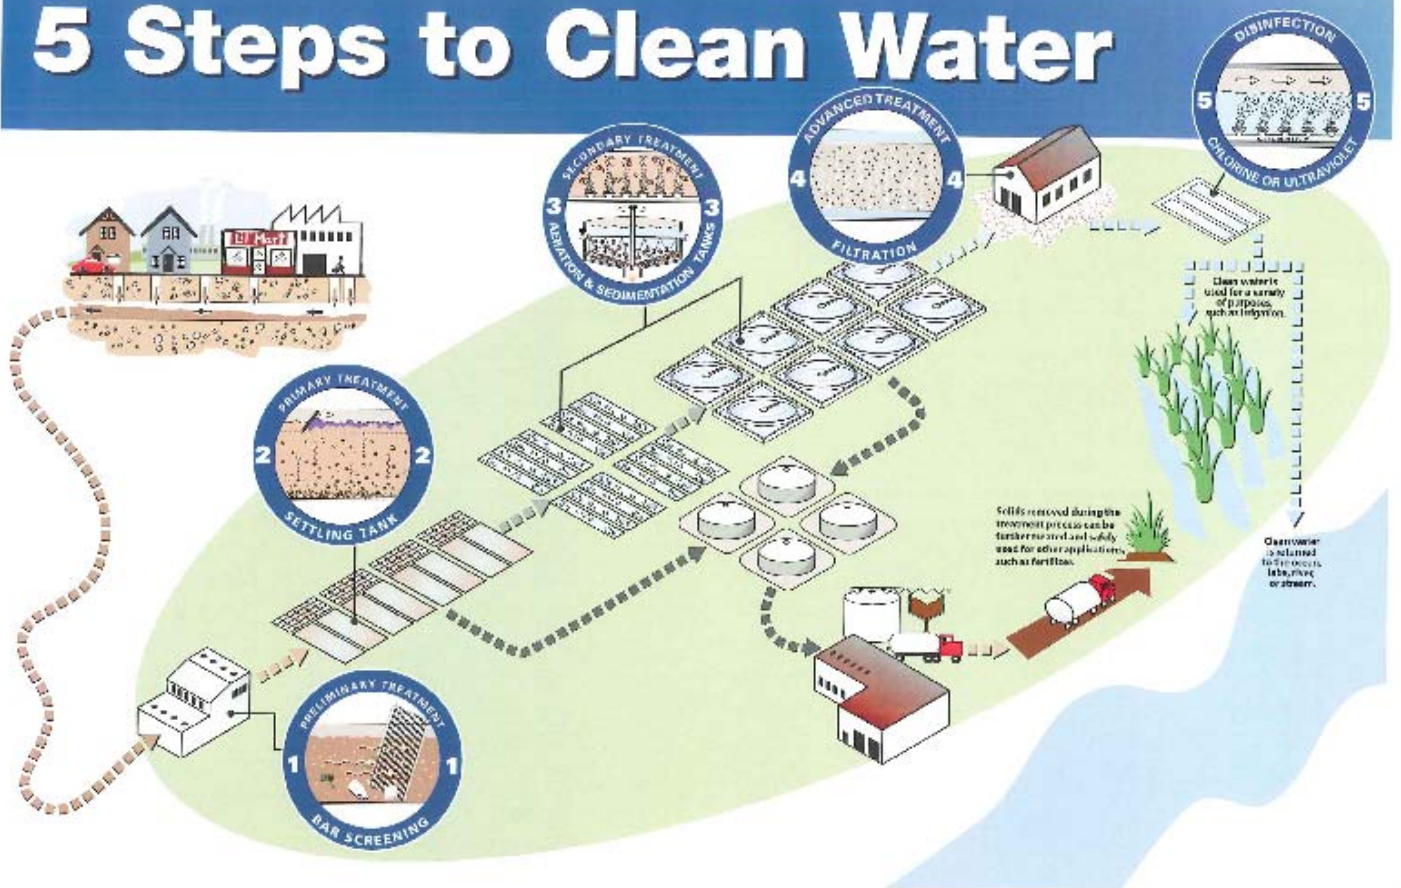 5 Steps to Clean Water
DISINFECTION
5 5
CHLORINE OR ULTRAVIOLET
ADVANCED TREATMENT
4 4
FILTRATION
SECONDARY TREATMENT
3 3
AERATION & SEDIMENTATION TANKS
Lil' Mart
PRIMARY TREATMENT
2 2
SETTLING TANK
PRELIMINARY TREATMENT
1 1
BAR SCREENING
Clean water is
used for a variety
of purposes,
such as irrigation.
Solids removed during the
treatment process can be
further treated and safely
used for other applications,
such as fertilizer.
Clean water
is returned
to the ocean,
lake, river,
or stream.